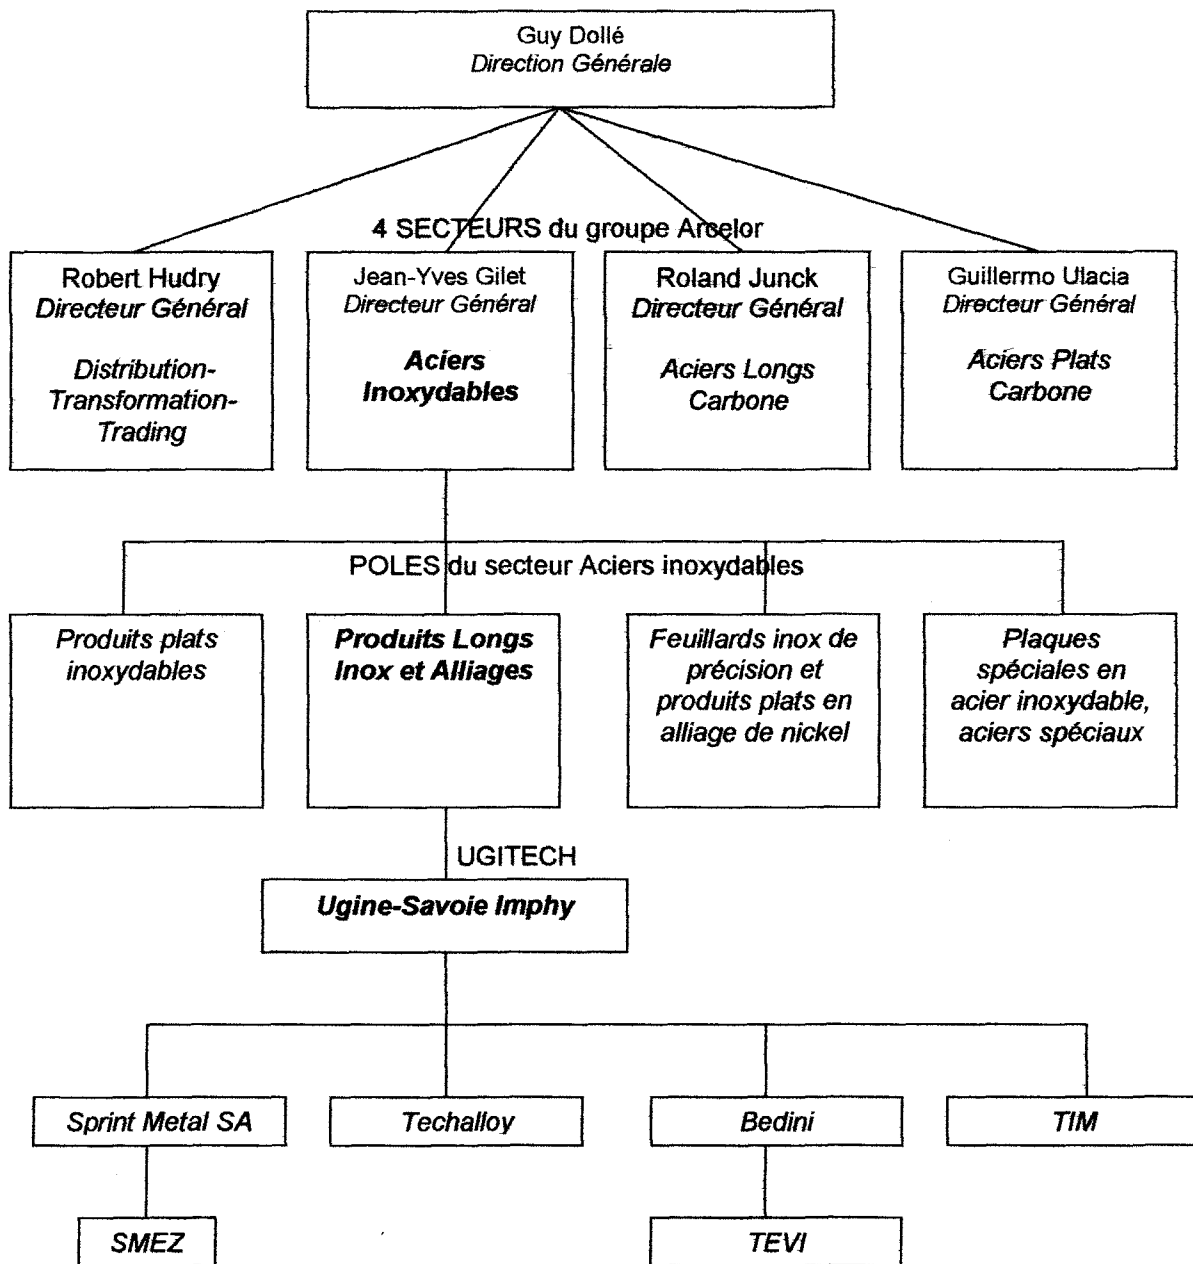 Guy Dollé
Direction Générale
4 SECTEURS du groupe Arcelor
Robert Hudry
Directeur Général
Distribution-
Transformation-
Trading
Jean-Yves Gilet
Directeur Général
Aciers
Inoxydables
Roland Junck
Directeur Général
Aciers Longs
Carbone
Guillermo Ulacia
Directeur Général
Aciers Plats
Carbone
POLES du secteur Aciers inoxydables
Produits plats
inoxydables
Produits Longs
Inox et Alliages
Feuillards inox de
précision et
produits plats en
alliage de nickel
Plaques
spéciales en
acier inoxydable,
aciers spéciaux
UGITECH
Ugine-Savoie Imphy
Sprint Metal SA
Techalloy
Bedini
TIM
SMEZ
TEVI